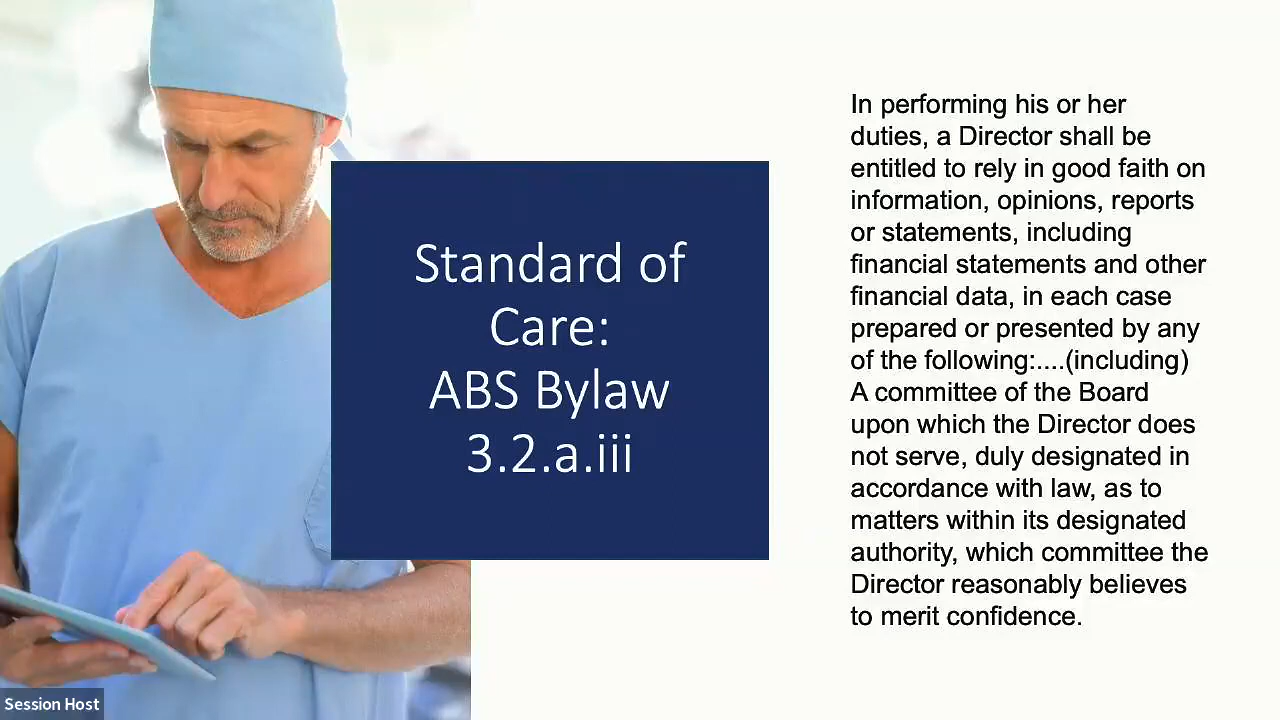 Standard of
Care:
ABS Bylaw
3.2.a.iii
In performing his or her
duties, a Director shall be
entitled to rely in good faith on
information, opinions, reports
or statements, including
financial statements and other
financial data, in each case
prepared or presented by any
of the following:....(including)
A committee of the Board
upon which the Director does
not serve, duly designated in
accordance with law, as to
matters within its designated
authority, which committee the
Director reasonably believes
to merit confidence.
Session Host